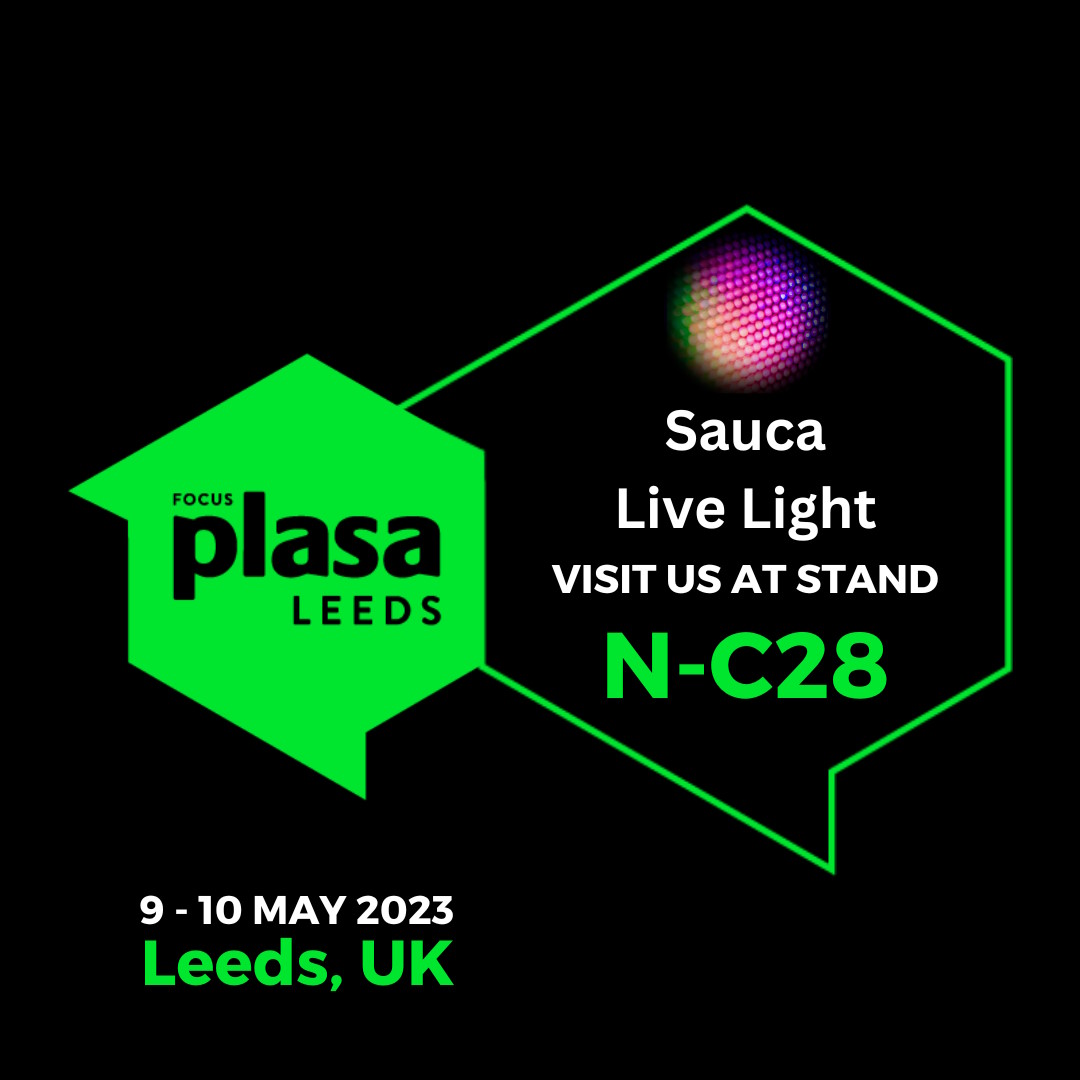 FOCUS
plasa
LEEDS
Sauca
Live Light
VISIT US AT STAND
N-C28
9 - 10 MAY 2023
Leeds, UK